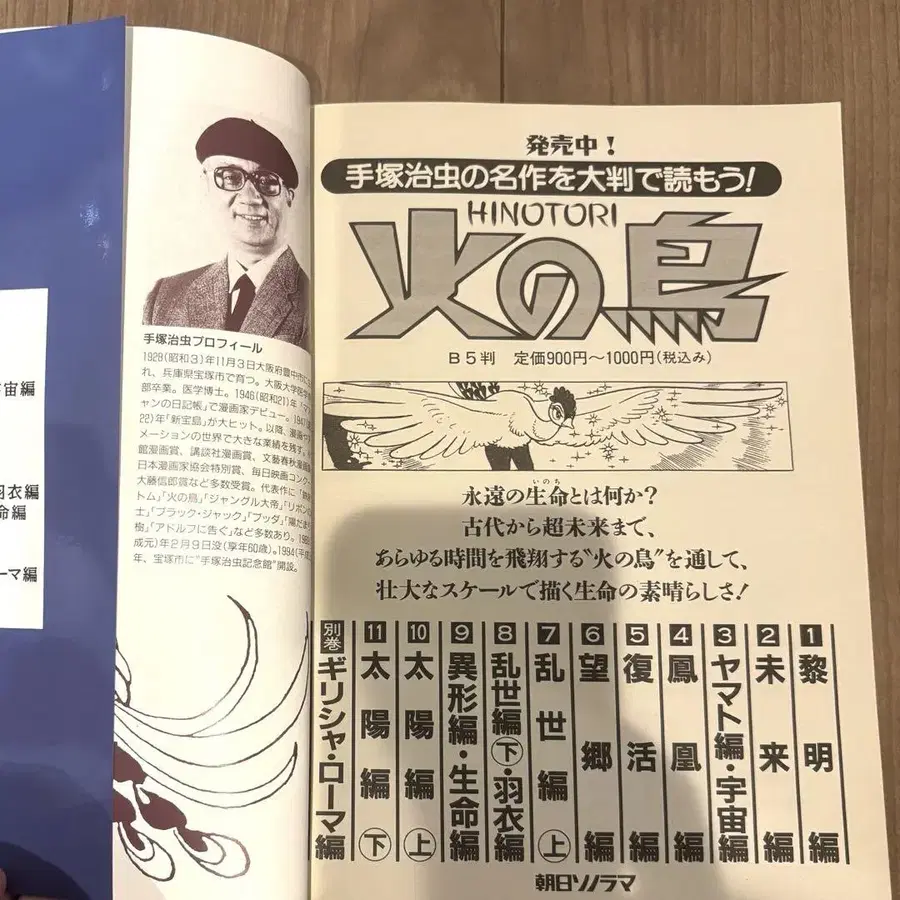 宙編
羽衣編
命編
ローマ編
手塚治虫プロフィール
1928(昭和3)年11月3日大阪府豊中市に
れ、兵庫県宝塚市で育つ。大阪大学
部卒業。医学博士。1946(昭和21)年「マ
ャンの日記帳」で漫画家デビュー。1947(
22)年「新宝島」が大ヒット。以降、漫画や
メーションの世界で大きな業績を残す。
館漫画賞、講談社漫画賞、文藝春秋漫画
日本漫画家協会特別賞、毎日映画コンク
大藤信郎賞など多数受賞。代表作に「
トム」「火の鳥」「ジャングル大帝」「リボン
士」「ブラック・ジャック」「ブッダ」「陽だま
樹」「アドルフに告ぐ」など多数あり。198
成元)年2月9日没(享年60歳)。1994(平成
年、宝塚市に"手塚治虫記念館"開設。
発売中!
手塚治虫の名作を大判で読もう!
HINOTORI
火の鳥
B5判 定価900円〜1000円(税込み)
永遠の生命とは何か?
いのち
古代から超未来まで、
あらゆる時間を飛翔する"火の鳥"を通して、
壮大なスケールで描く生命の素晴らしさ!
1 黎明編
2 未来編
3 ヤマト編・宇宙編
4 鳳凰編
5 復活編
6 望郷編
7 乱世編㊤
8 乱世編㊦・羽衣編
9 異形編・生命編
10 太陽編㊤
11 太陽編㊦
別巻 ギリシャ・ローマ編
朝日ソノラマ